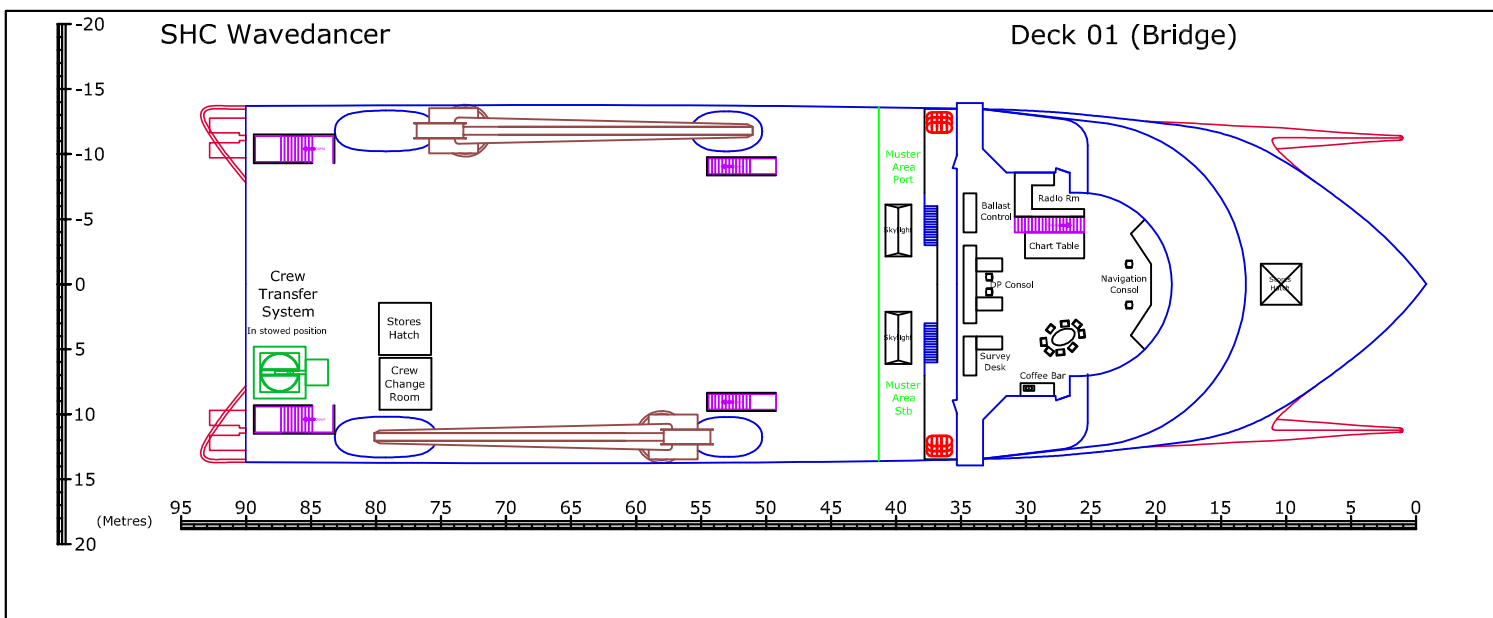 SHC Wavedancer
Deck 01 (Bridge)
-20
-15
-10
-5
0
5
10
15
20
Muster
Area
Port
Skylight
Ballast
Control
Radio Rm
Chart Table
DP Consol
Navigation
Consol
Stores
Hatch
Crew
Transfer
System
In stowed position
Stores
Hatch
Crew
Change
Room
Skylight
Survey
Desk
Coffee Bar
Muster
Area
Stb
(Metres)
95 90 85 80 75 70 65 60 55 50 45 40 35 30 25 20 15 10 5 0